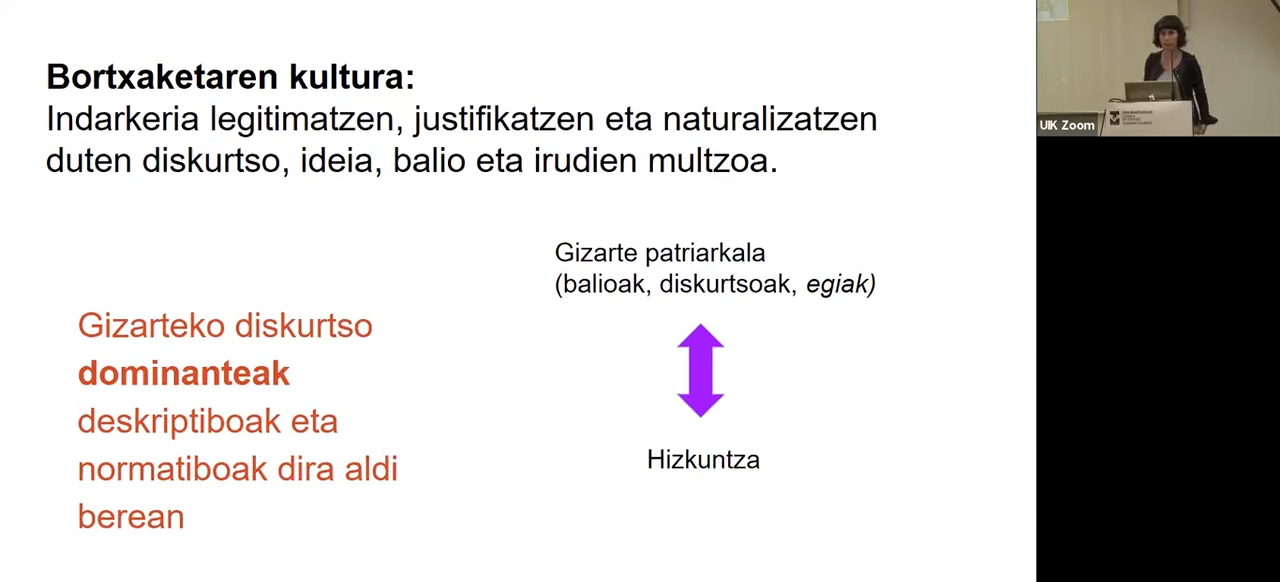 Bortxaketaren kultura:
Indarkeria legitimatzen, justifikatzen eta naturalizatzen
duten diskurtso, ideia, balio eta irudien multzoa.
Gizarte patriarkala
(balioak, diskurtsoak, egiak)
Gizarteko diskurtso
dominanteak
deskriptiboak eta
normatiboak dira aldi
berean
Hizkuntza
UIK Zoom